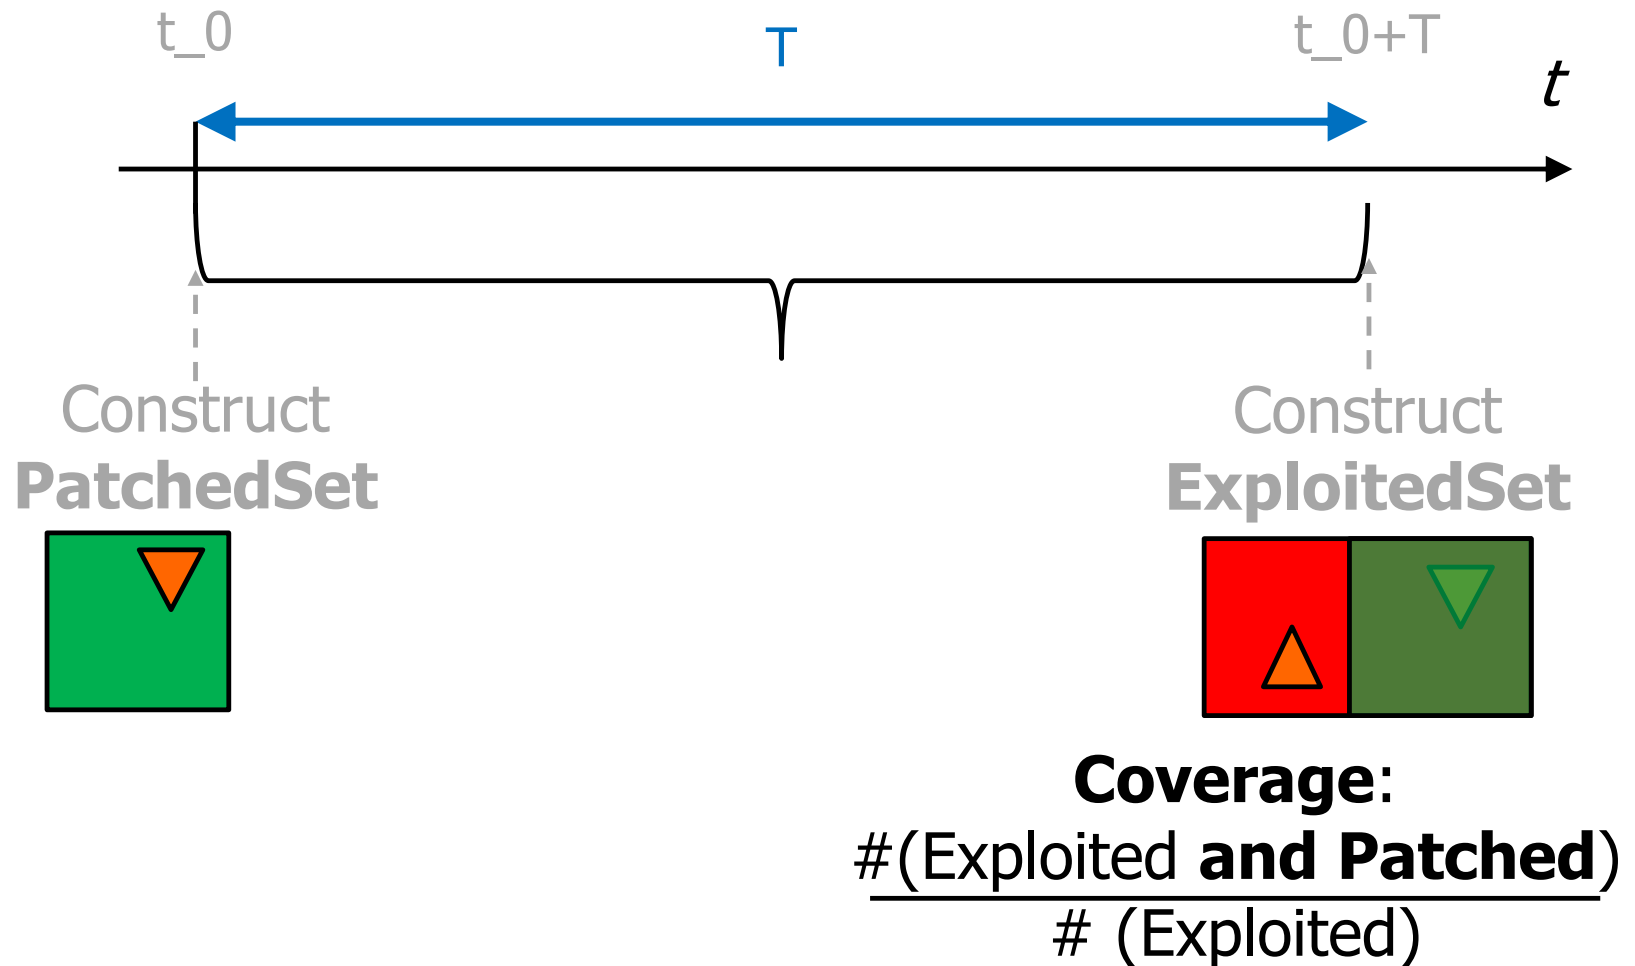 t_0
T
t_0+T
t
Construct
PatchedSet
Construct
ExploitedSet
Coverage:
#(Exploited and Patched)
# (Exploited)